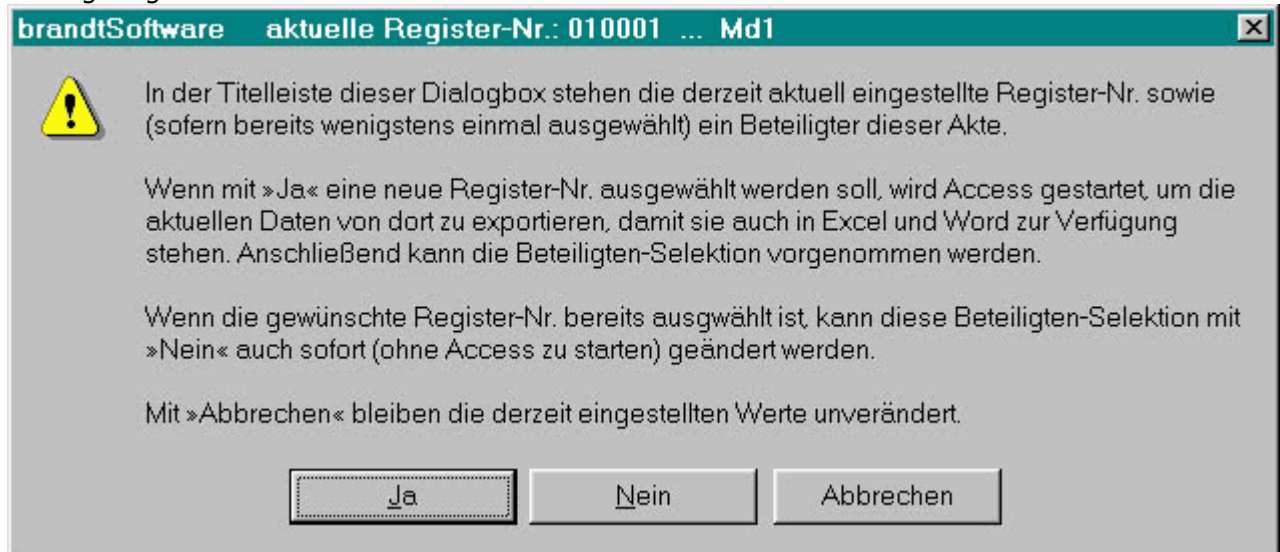 brandtSoftware aktuelle Register-Nr.: 010001 ... Md1
In der Titelleiste dieser Dialogbox stehen die derzeit aktuell eingestellte Register-Nr. sowie
(sofern bereits wenigstens einmal ausgewählt) ein Beteiligter dieser Akte.
Wenn mit »Ja« eine neue Register-Nr. ausgewählt werden soll, wird Access gestartet, um die
aktuellen Daten von dort zu exportieren, damit sie auch in Excel und Word zur Verfügung
stehen. Anschließend kann die Beteiligten-Selektion vorgenommen werden.
Wenn die gewünschte Register-Nr. bereits ausgwählt ist, kann diese Beteiligten-Selektion mit
»Nein« auch sofort (ohne Access zu starten) geändert werden.
Mit »Abbrechen« bleiben die derzeit eingestellten Werte unverändert.
Ja Nein Abbrechen